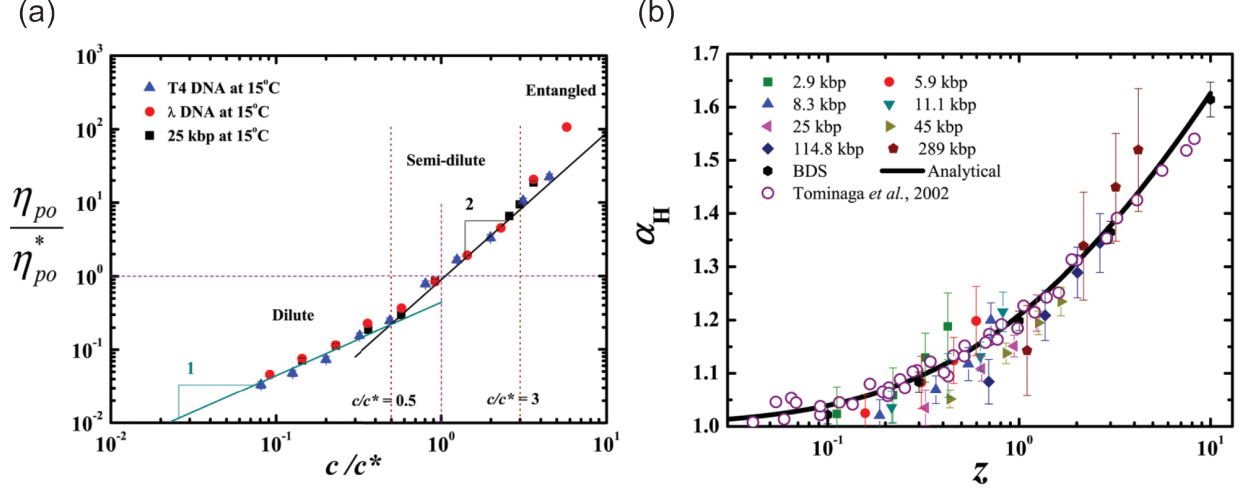 (a)
(b)
10³
10²
10¹
10⁰
10⁻¹
10⁻²
η_po
η*_po
T4 DNA at 15°C
λ DNA at 15°C
25 kbp at 15°C
Entangled
Semi-dilute
2
Dilute
1
c/c* = 0.5
c/c* = 3
10⁻² 10⁻¹ 10⁰ 10¹
c/c*
1.7
1.6
1.5
1.4
1.3
1.2
1.1
1.0
α_H
2.9 kbp 5.9 kbp
8.3 kbp 11.1 kbp
25 kbp 45 kbp
114.8 kbp 289 kbp
BDS Analytical
Tominaga et al., 2002
10⁻¹ 10⁰ 10¹
z